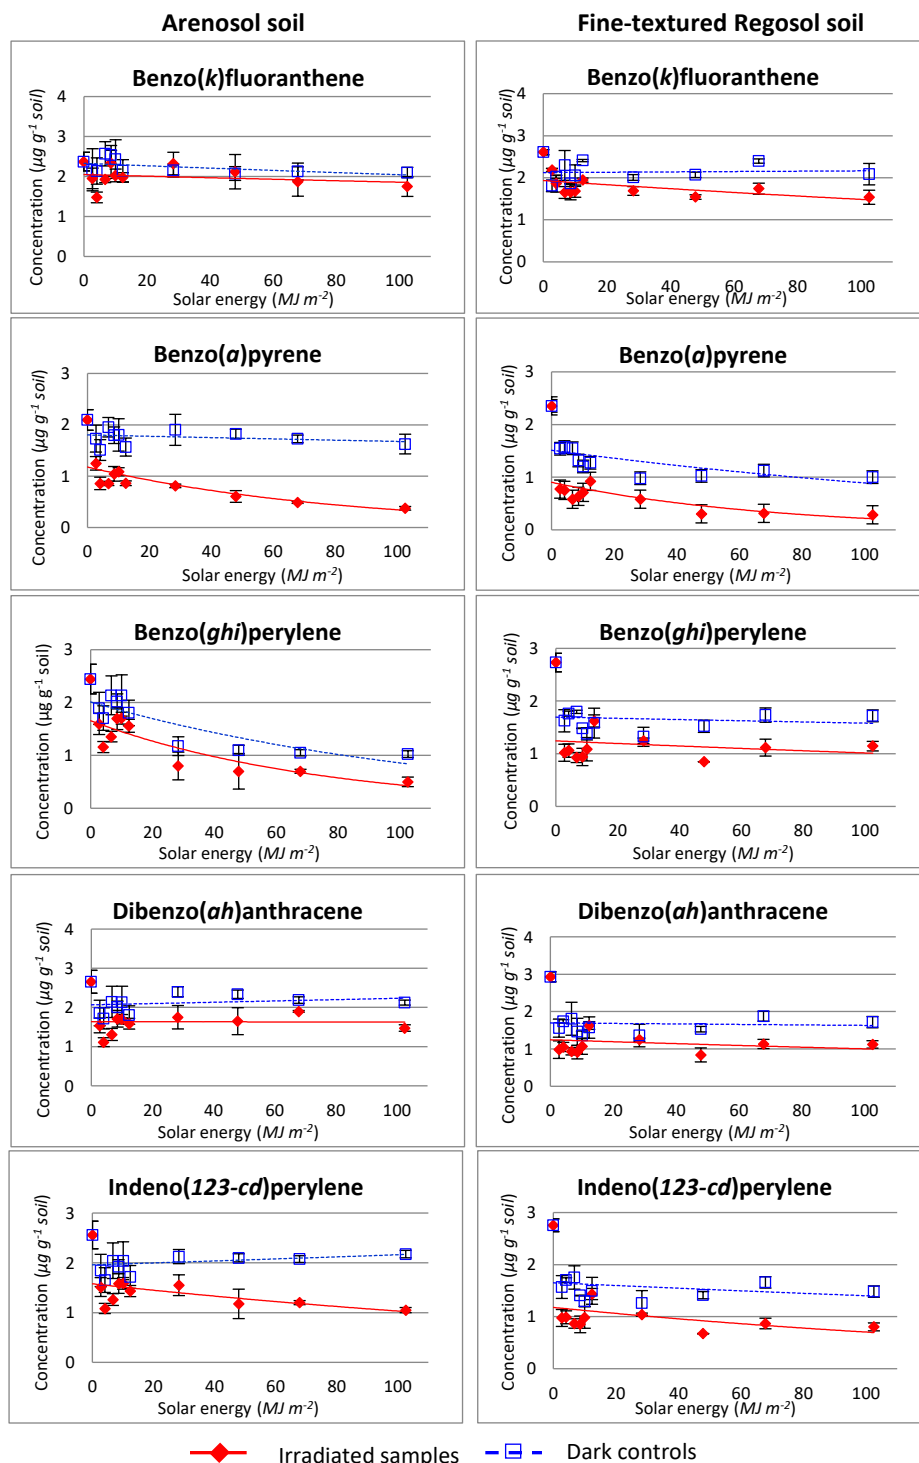 Arenosol soil
Fine-textured Regosol soil
Benzo(k)fluoranthene
Concentration (µg g-1 soil)
4
3
2
1
0
0 20 40 60 80 100
Solar energy (MJ m-2)
Benzo(k)fluoranthene
Concentration (µg g-1 soil)
4
3
2
1
0
0 20 40 60 80 100
Solar energy (MJ m-2)
Benzo(a)pyrene
Concentration (µg g-1 soil)
3
2
1
0
0 20 40 60 80 100
Solar energy (MJ m-2)
Benzo(a)pyrene
Concentration (µg g-1 soil)
3
2
1
0
0 20 40 60 80 100
Solar energy (MJ m-2)
Benzo(ghi)perylene
Concentration (µg g-1 soil)
3
2
1
0
0 20 40 60 80 100
Solar energy (MJ m-2)
Benzo(ghi)perylene
Concentration (µg g-1 soil)
3
2
1
0
0 20 40 60 80 100
Solar energy (MJ m-2)
Dibenzo(ah)anthracene
Concentration (µg g-1 soil)
4
3
2
1
0
0 20 40 60 80 100
Solar energy (MJ m-2)
Dibenzo(ah)anthracene
Concentration (µg g-1 soil)
4
3
2
1
0
0 20 40 60 80 100
Solar energy (MJ m-2)
Indeno(123-cd)perylene
Concentration (µg g-1 soil)
3
2
1
0
0 20 40 60 80 100
Solar energy (MJ m-2)
Indeno(123-cd)perylene
Concentration (µg g-1 soil)
3
2
1
0
0 20 40 60 80 100
Solar energy (MJ m-2)
Irradiated samples
Dark controls